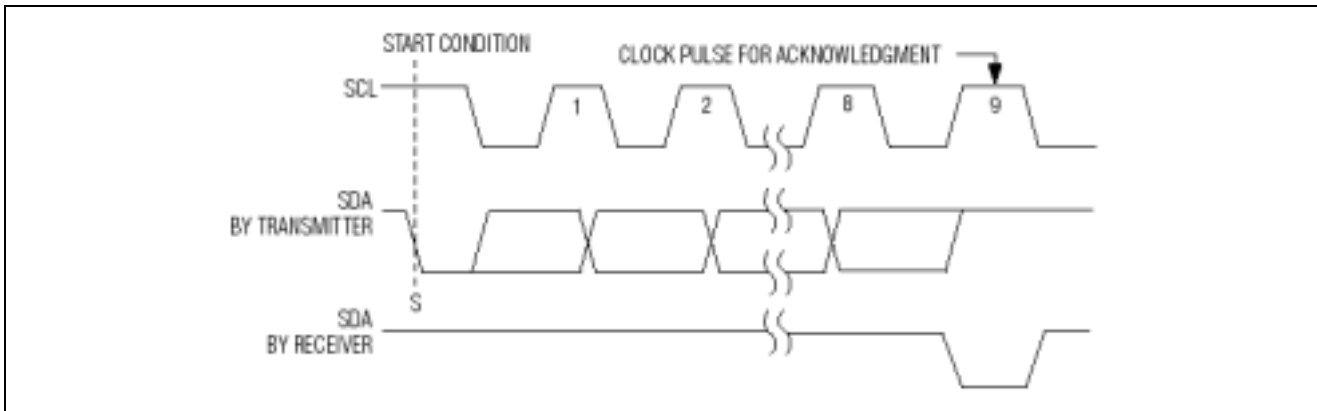 START CONDITION
CLOCK PULSE FOR ACKNOWLEDGMENT
SCL
1
2
8
9
SDA
BY TRANSMITTER
S
SDA
BY RECEIVER